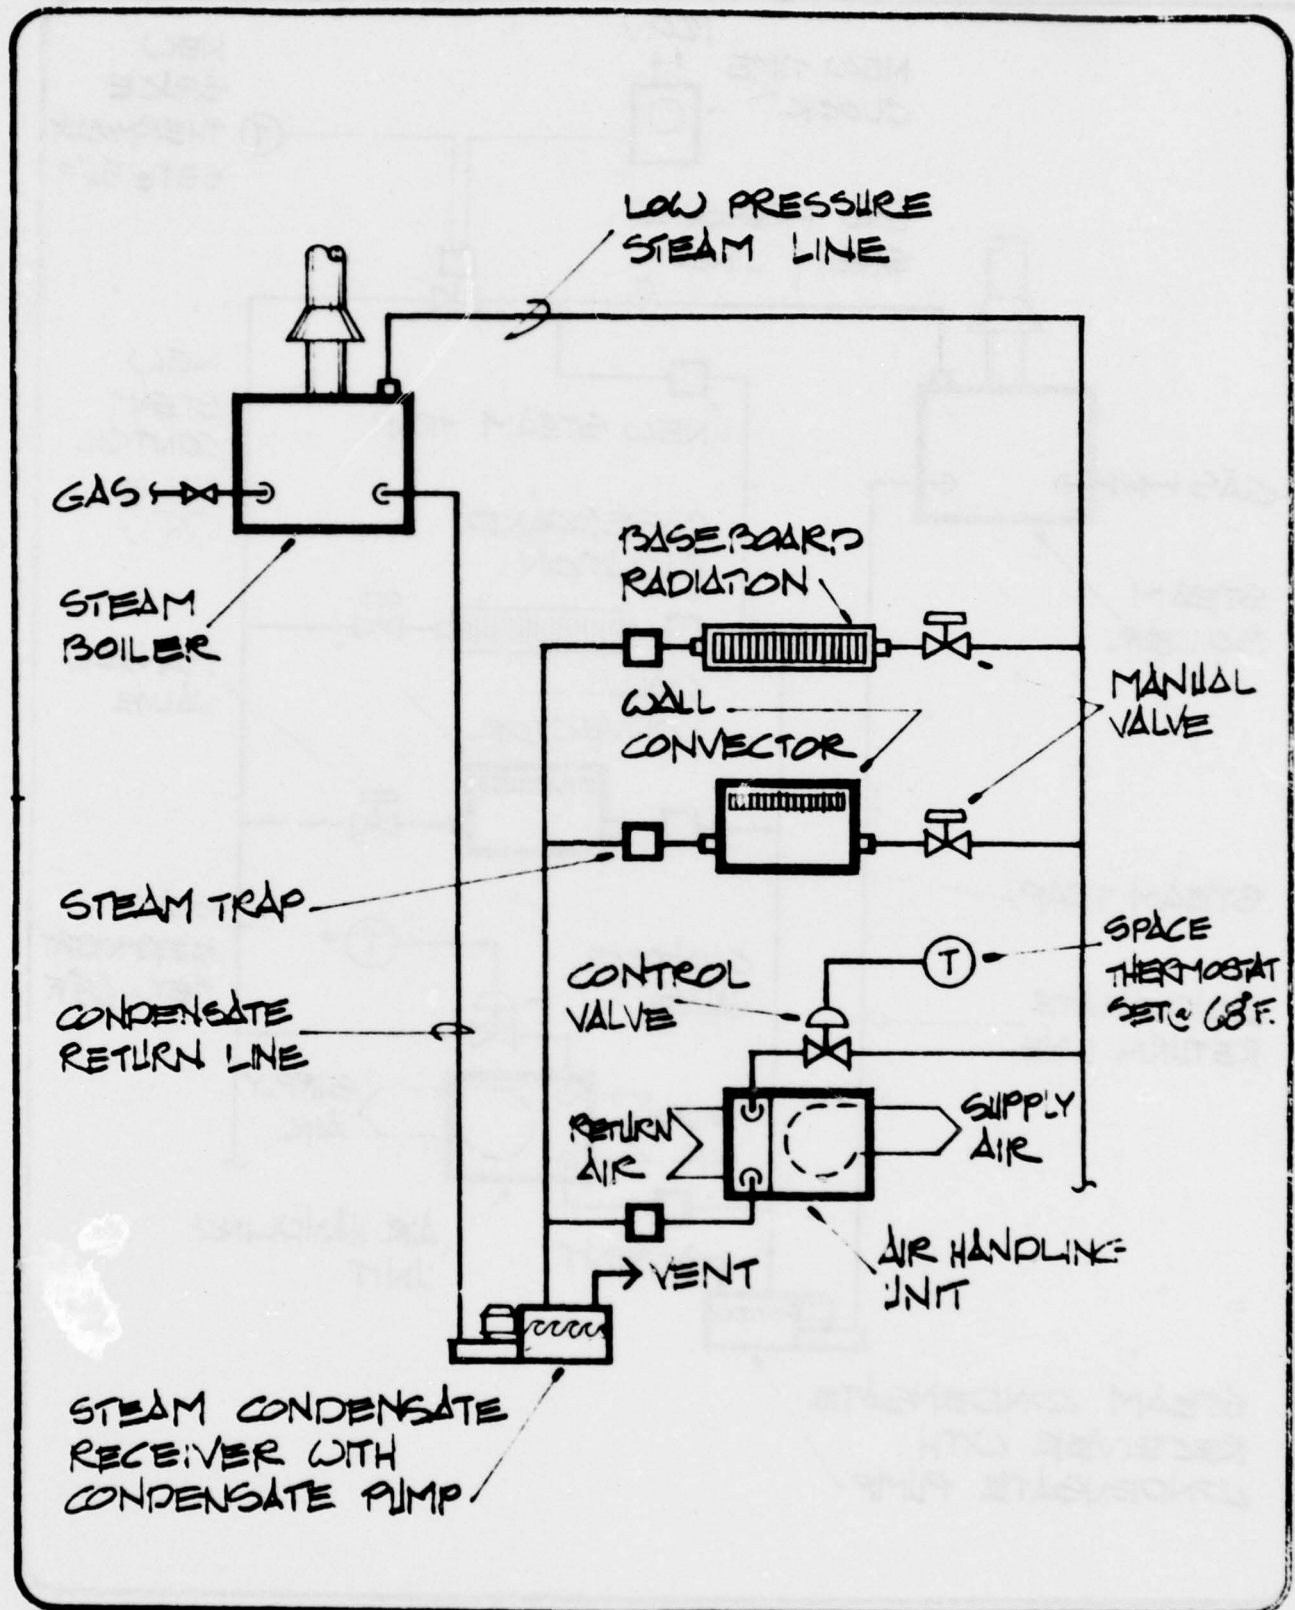 LOW PRESSURE
STEAM LINE
GAS
STEAM
BOILER
BASEBOARD
RADIATION
MANUAL
VALVE
WALL
CONVECTOR
STEAM TRAP
SPACE
THERMOSTAT
SET @ 68°F.
T
CONTROL
VALVE
CONDENSATE
RETURN LINE
RETURN
AIR
SUPPLY
AIR
AIR HANDLING
UNIT
VENT
STEAM CONDENSATE
RECEIVER WITH
CONDENSATE PUMP